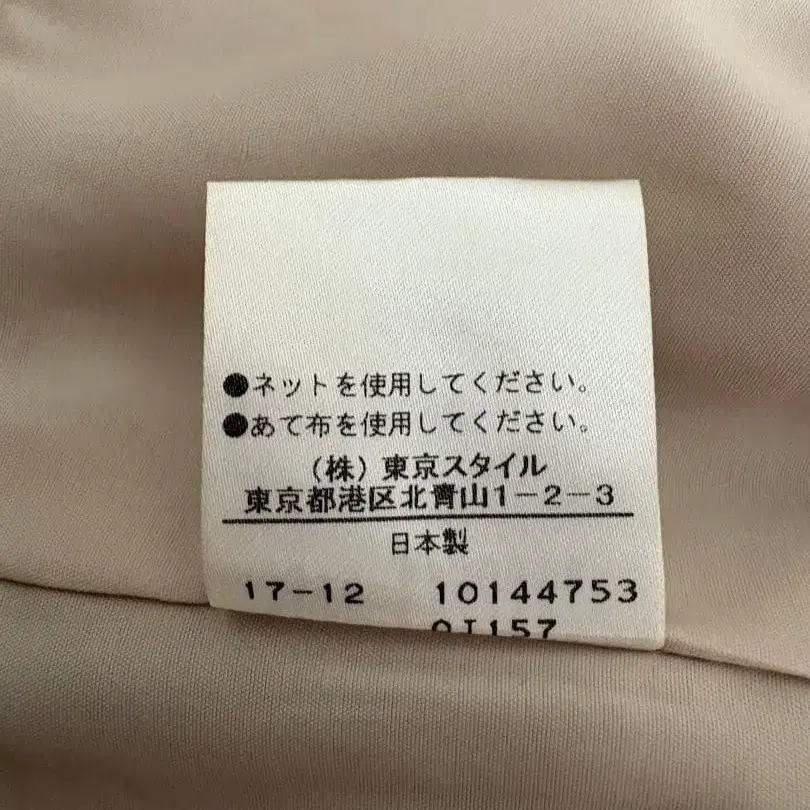 ●ネットを使用してください。
●あて布を使用してください。
(株)東京スタイル
東京都港区北青山1-2-3
日本製
17-12 10144753